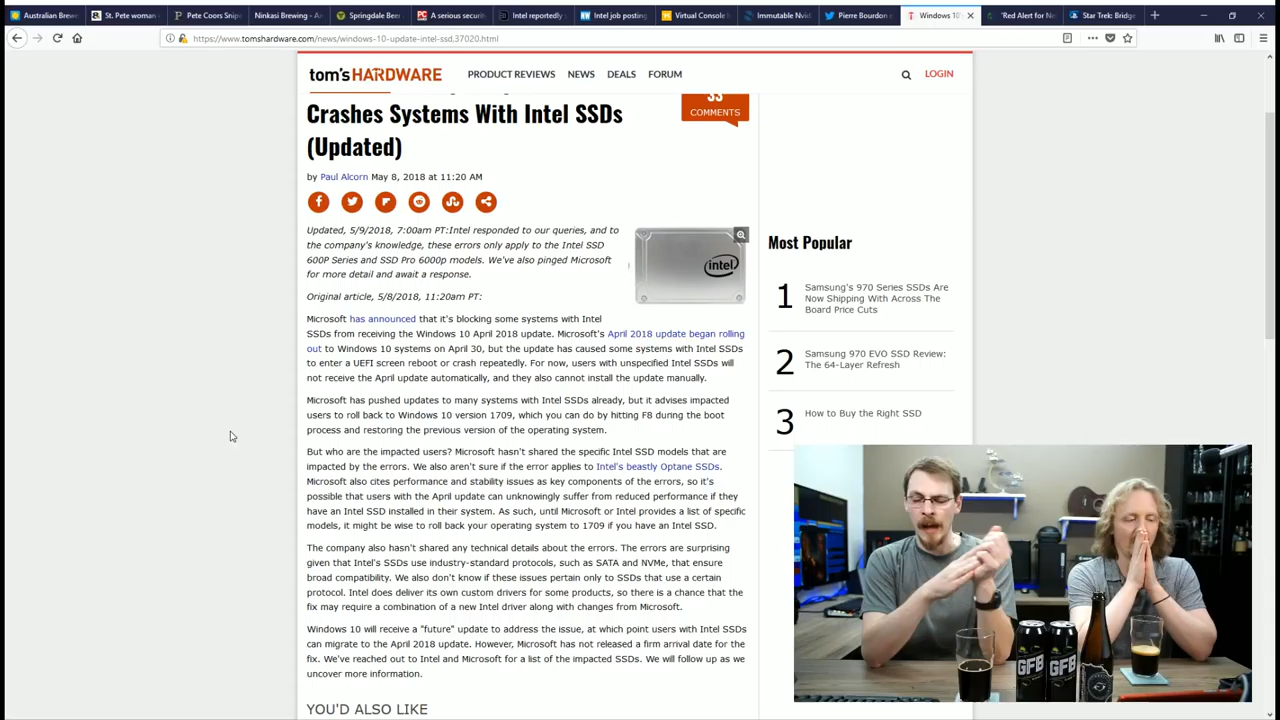 Australian Brewe
St. Pete woman
Pete Coors Snipe
Ninkasi Brewing - A
Springdale Beer
A serious securit
Intel reportedly
Intel job posting
Virtual Console
Immutable Nvid
Pierre Bourdon
Windows 10's
'Red Alert for Ne
Star Trek: Bridge
https://www.tomshardware.com/news/windows-10-update-intel-ssd,37020.html
tom's HARDWARE
PRODUCT REVIEWS NEWS DEALS FORUM
LOGIN
Crashes Systems With Intel SSDs
(Updated)
33
COMMENTS
by Paul Alcorn May 8, 2018 at 11:20 AM
Updated, 5/9/2018, 7:00am PT:Intel responded to our queries, and to
the company's knowledge, these errors only apply to the Intel SSD
600P Series and SSD Pro 6000p models. We've also pinged Microsoft
for more detail and await a response.
intel
Original article, 5/8/2018, 11:20am PT:
Microsoft has announced that it's blocking some systems with Intel
SSDs from receiving the Windows 10 April 2018 update. Microsoft's April 2018 update began rolling
out to Windows 10 systems on April 30, but the update has caused some systems with Intel SSDs
to enter a UEFI screen reboot or crash repeatedly. For now, users with unspecified Intel SSDs will
not receive the April update automatically, and they also cannot install the update manually.
Microsoft has pushed updates to many systems with Intel SSDs already, but it advises impacted
users to roll back to Windows 10 version 1709, which you can do by hitting F8 during the boot
process and restoring the previous version of the operating system.
But who are the impacted users? Microsoft hasn't shared the specific Intel SSD models that are
impacted by the errors. We also aren't sure if the error applies to Intel's beastly Optane SSDs.
Microsoft also cites performance and stability issues as key components of the errors, so it's
possible that users with the April update can unknowingly suffer from reduced performance if they
have an Intel SSD installed in their system. As such, until Microsoft or Intel provides a list of specific
models, it might be wise to roll back your operating system to 1709 if you have an Intel SSD.
The company also hasn't shared any technical details about the errors. The errors are surprising
given that Intel's SSDs use industry-standard protocols, such as SATA and NVMe, that ensure
broad compatibility. We also don't know if these issues pertain only to SSDs that use a certain
protocol. Intel does deliver its own custom drivers for some products, so there is a chance that the
fix may require a combination of a new Intel driver along with changes from Microsoft.
Windows 10 will receive a "future" update to address the issue, at which point users with Intel SSDs
can migrate to the April 2018 update. However, Microsoft has not released a firm arrival date for the
fix. We've reached out to Intel and Microsoft for a list of the impacted SSDs. We will follow up as we
uncover more information.
YOU'D ALSO LIKE
Most Popular
1
Samsung's 970 Series SSDs Are
Now Shipping With Across The
Board Price Cuts
2
Samsung 970 EVO SSD Review:
The 64-Layer Refresh
3
How to Buy the Right SSD
GFB
GFB